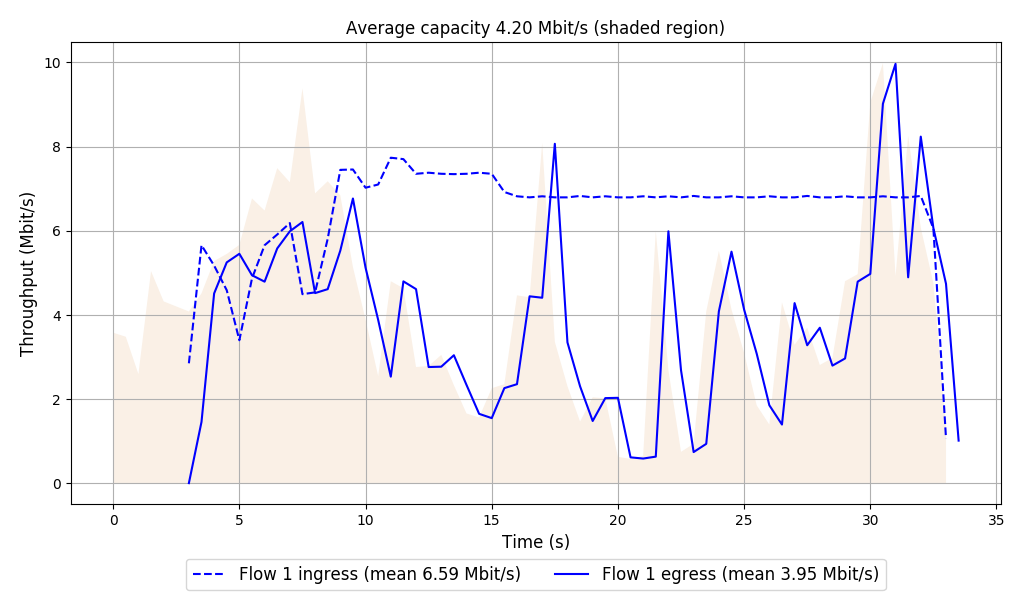 Average capacity 4.20 Mbit/s (shaded region)
Throughput (Mbit/s)
10
8
6
4
2
0
0 5 10 15 20 25 30 35
Time (s)
Flow 1 ingress (mean 6.59 Mbit/s) Flow 1 egress (mean 3.95 Mbit/s)